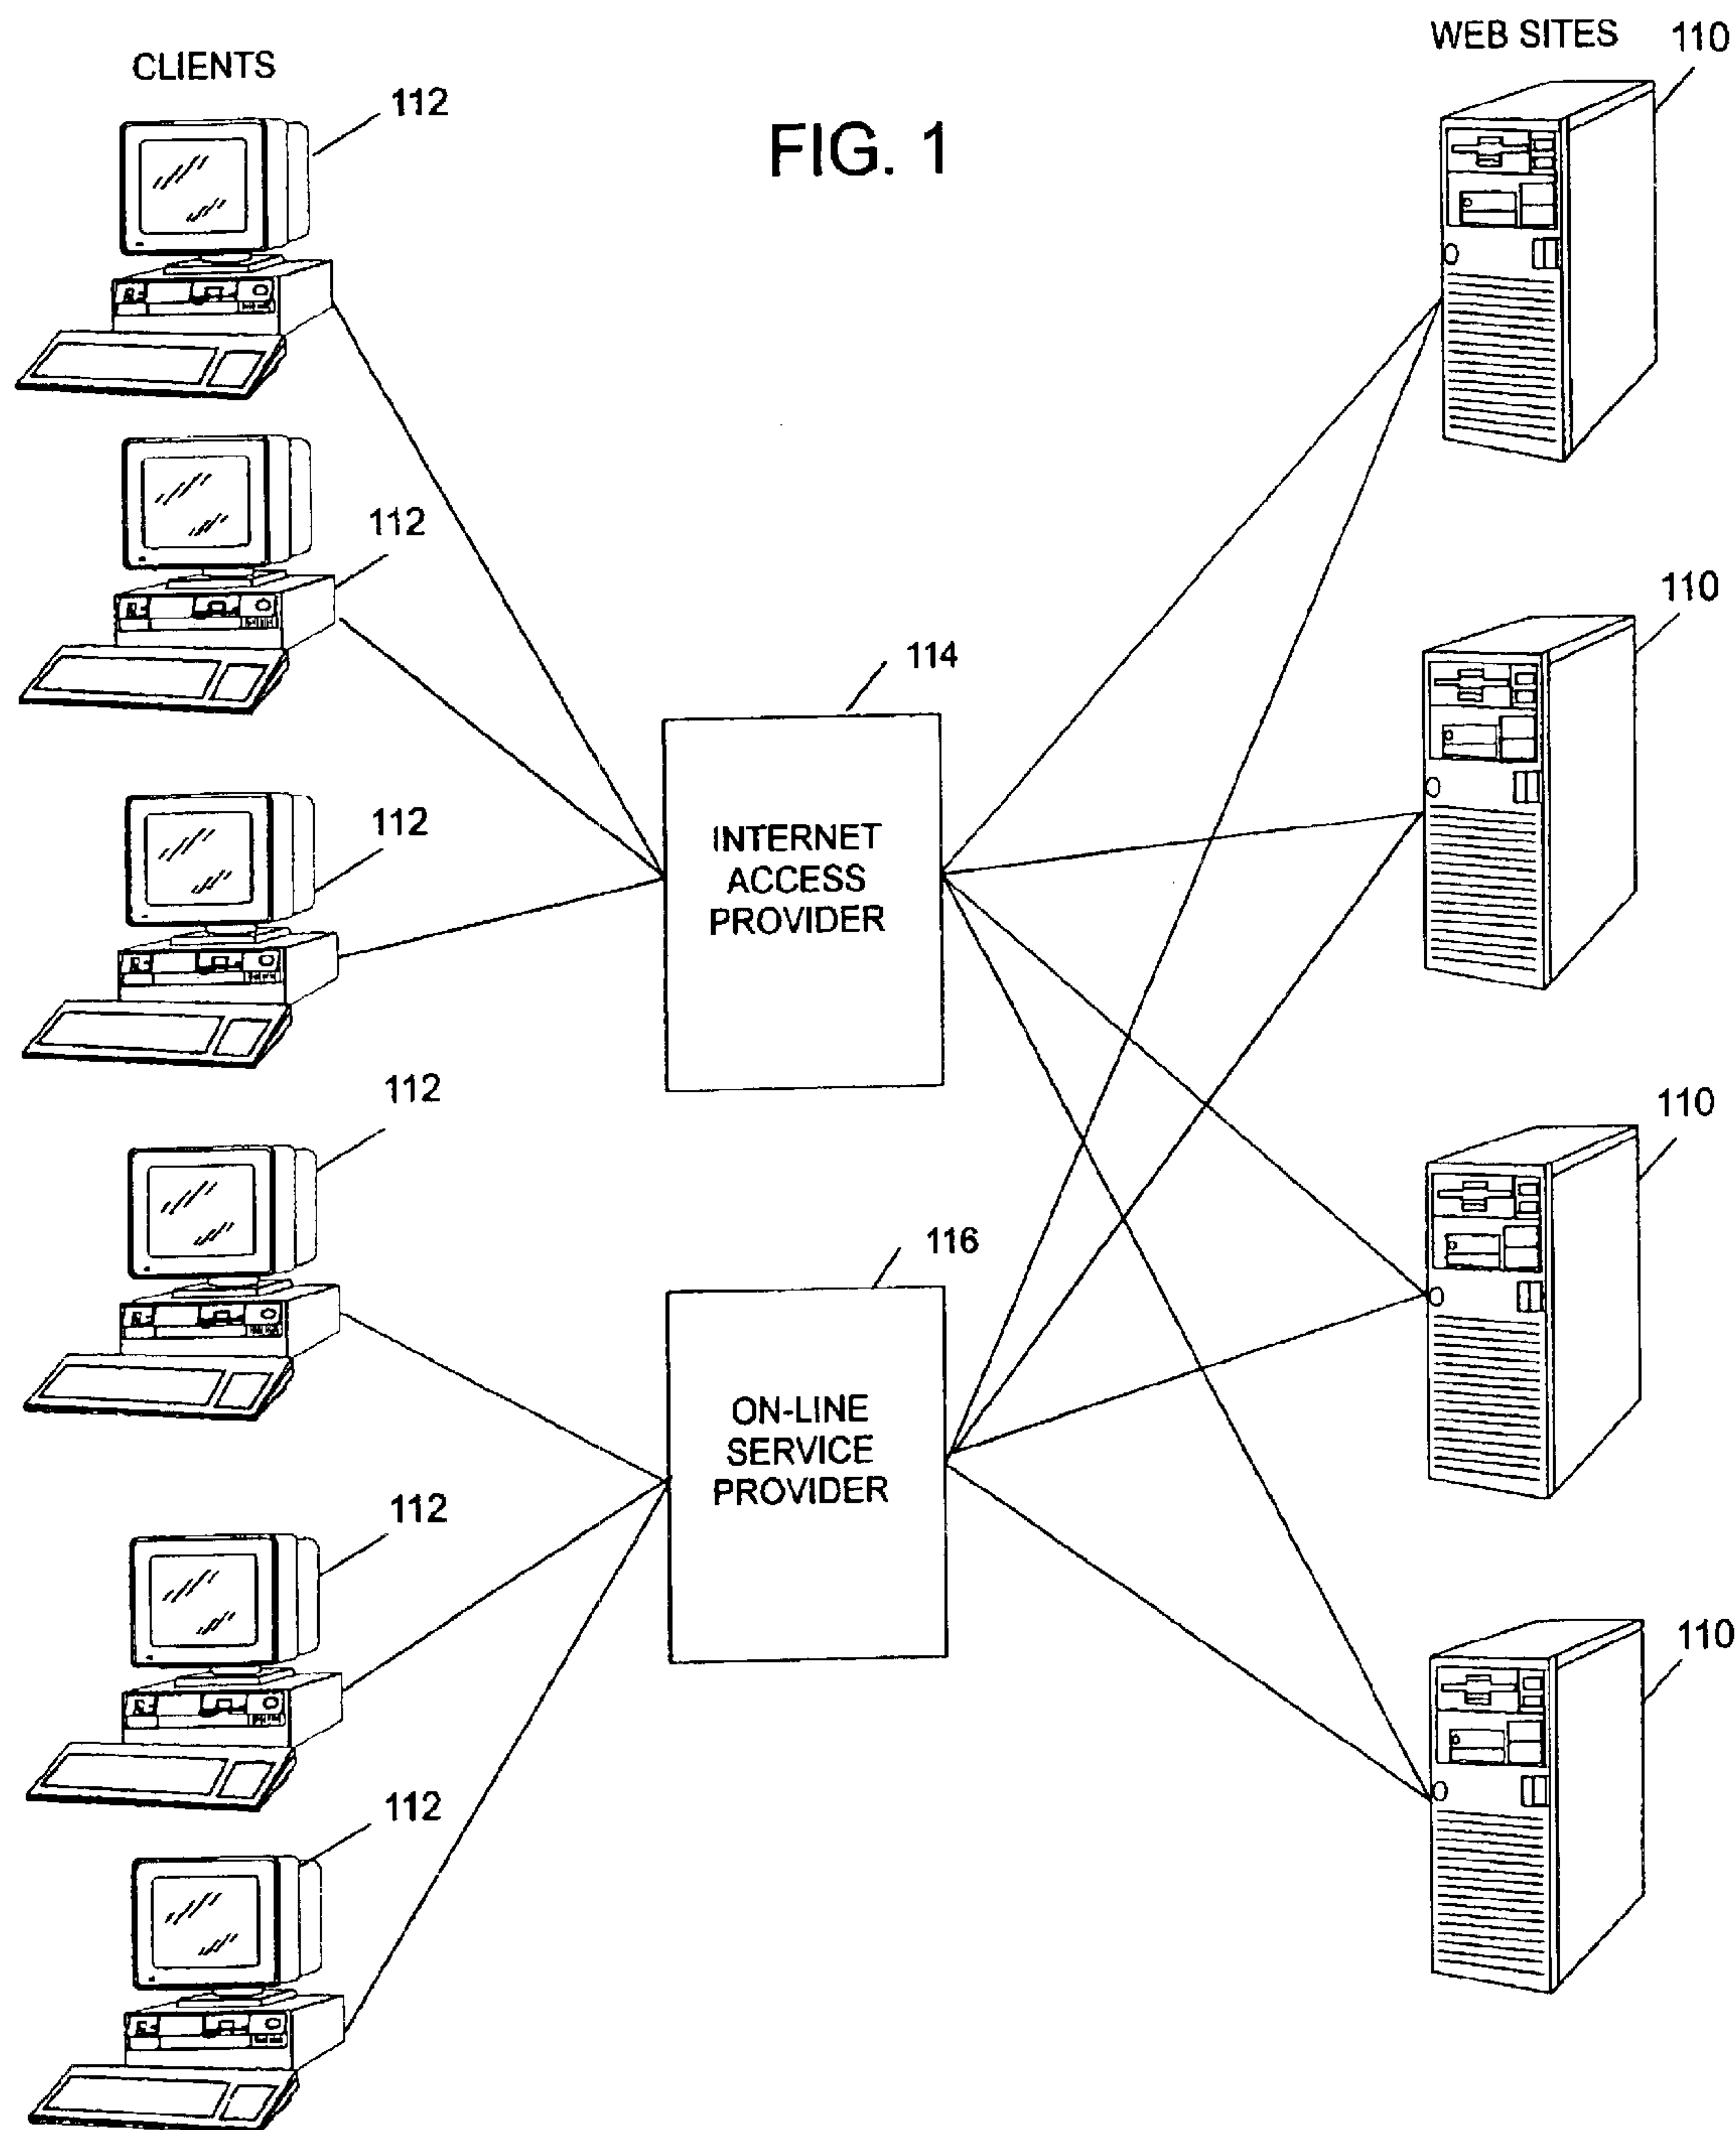 CLIENTS
WEB SITES
110
112
FIG. 1
112
110
114
INTERNET
ACCESS
PROVIDER
112
112
110
116
ON-LINE
SERVICE
PROVIDER
112
110
112